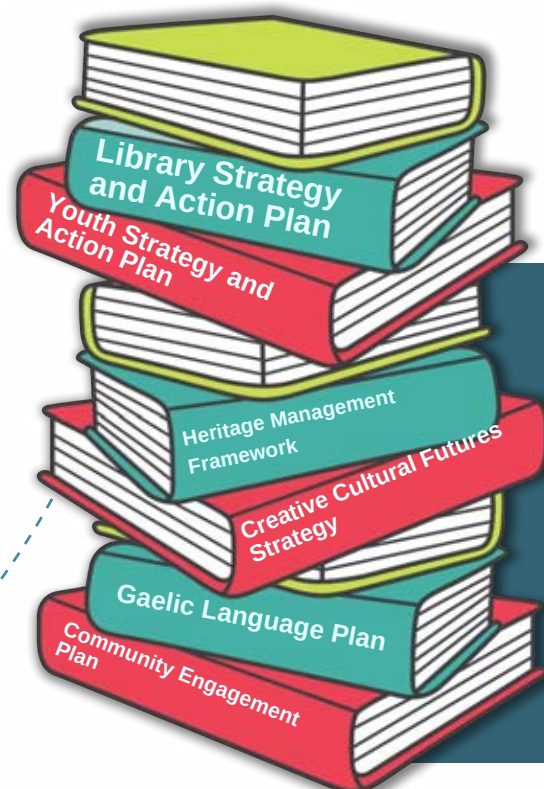 Library Strategy
and Action Plan
Youth Strategy and
Action Plan
Heritage Management
Framework
Creative Cultural Futures
Strategy
Gaelic Language Plan
Community Engagement
Plan